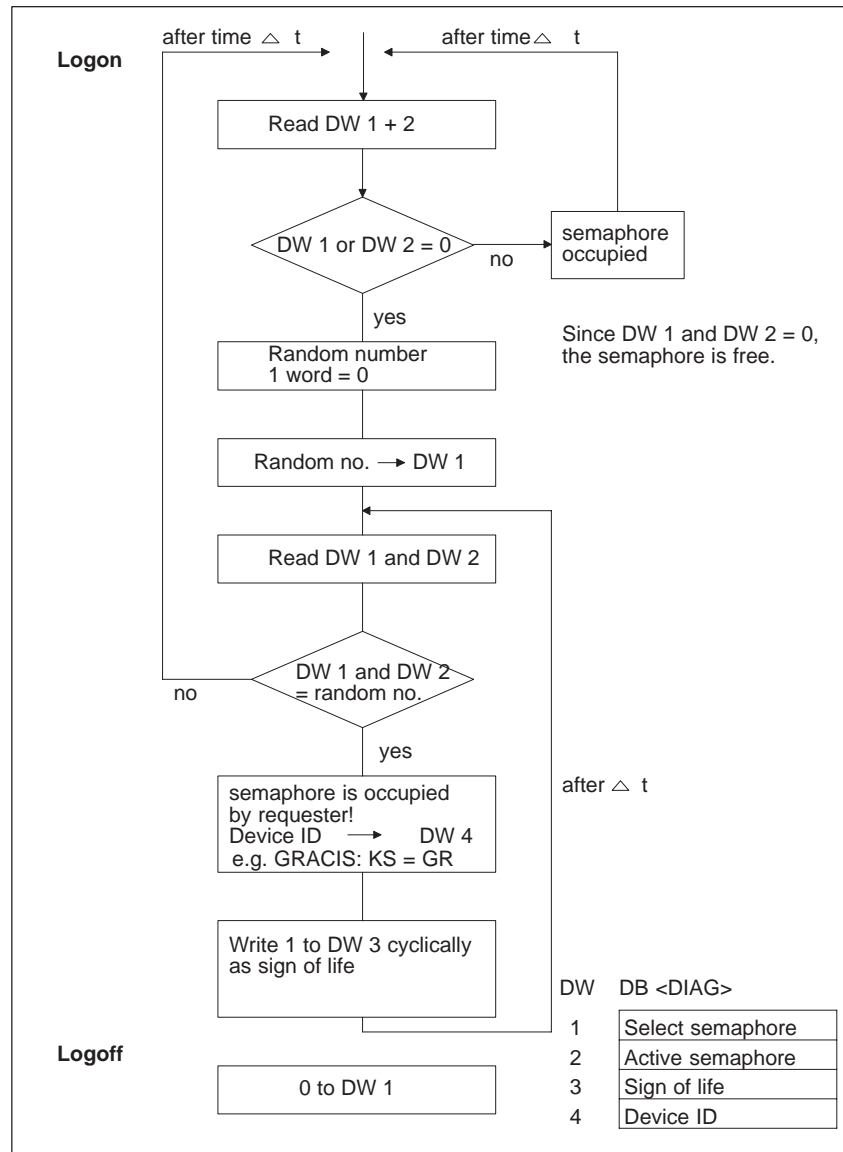 after time △ t
after time △ t
Logon
Read DW 1 + 2
DW 1 or DW 2 = 0
no
semaphore
occupied
yes
Since DW 1 and DW 2 = 0,
the semaphore is free.
Random number
1 word = 0
Random no. → DW 1
Read DW 1 and DW 2
DW 1 and DW 2
= random no.
no
yes
after △ t
semaphore is occupied
by requester!
Device ID → DW 4
e.g. GRACIS: KS = GR
Write 1 to DW 3 cyclically
as sign of life
DW DB <DIAG>
1 Select semaphore
2 Active semaphore
3 Sign of life
4 Device ID
Logoff
0 to DW 1